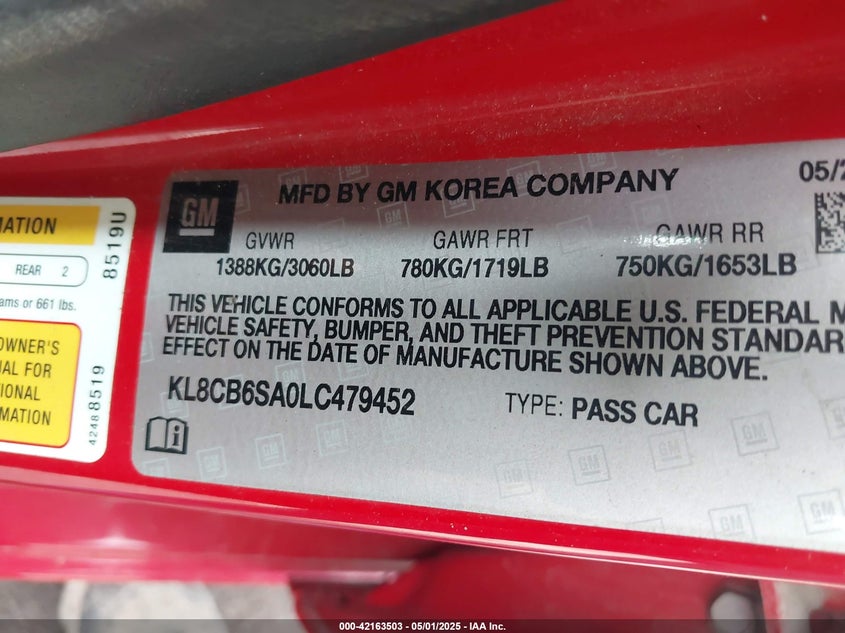 MATION
REAR 2
ams or 661 lbs.
OWNER'S
UAL FOR
IONAL
8519U
4248 8519
GM
MFD BY GM KOREA COMPANY
05/2
GVWR GAWR FRT GAWR RR
1388KG/3060LB 780KG/1719LB 750KG/1653LB
THIS VEHICLE CONFORMS TO ALL APPLICABLE U.S. FEDERAL M
VEHICLE SAFETY, BUMPER, AND THEFT PREVENTION STANDAR
EFFECT ON THE DATE OF MANUFACTURE SHOWN ABOVE.
KL8CB6SA0LC479452 TYPE: PASS CAR
000-42163503 - 05/01/2025 - IAA Inc.